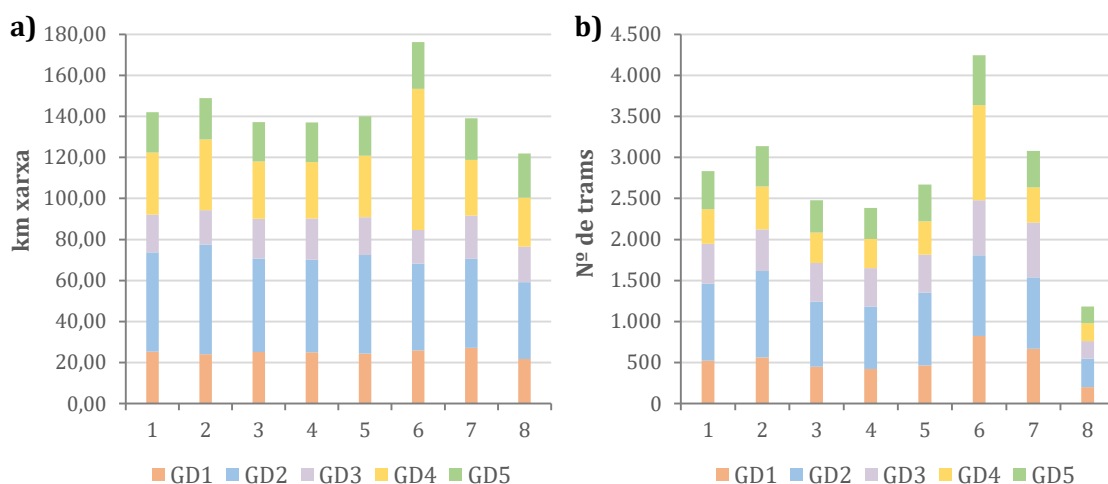 a)
km xarxa
180,00
160,00
140,00
120,00
100,00
80,00
60,00
40,00
20,00
0,00
1 2 3 4 5 6 7 8
GD1 GD2 GD3 GD4 GD5
b)
Nº de trams
4.500
4.000
3.500
3.000
2.500
2.000
1.500
1.000
500
0
1 2 3 4 5 6 7 8
GD1 GD2 GD3 GD4 GD5